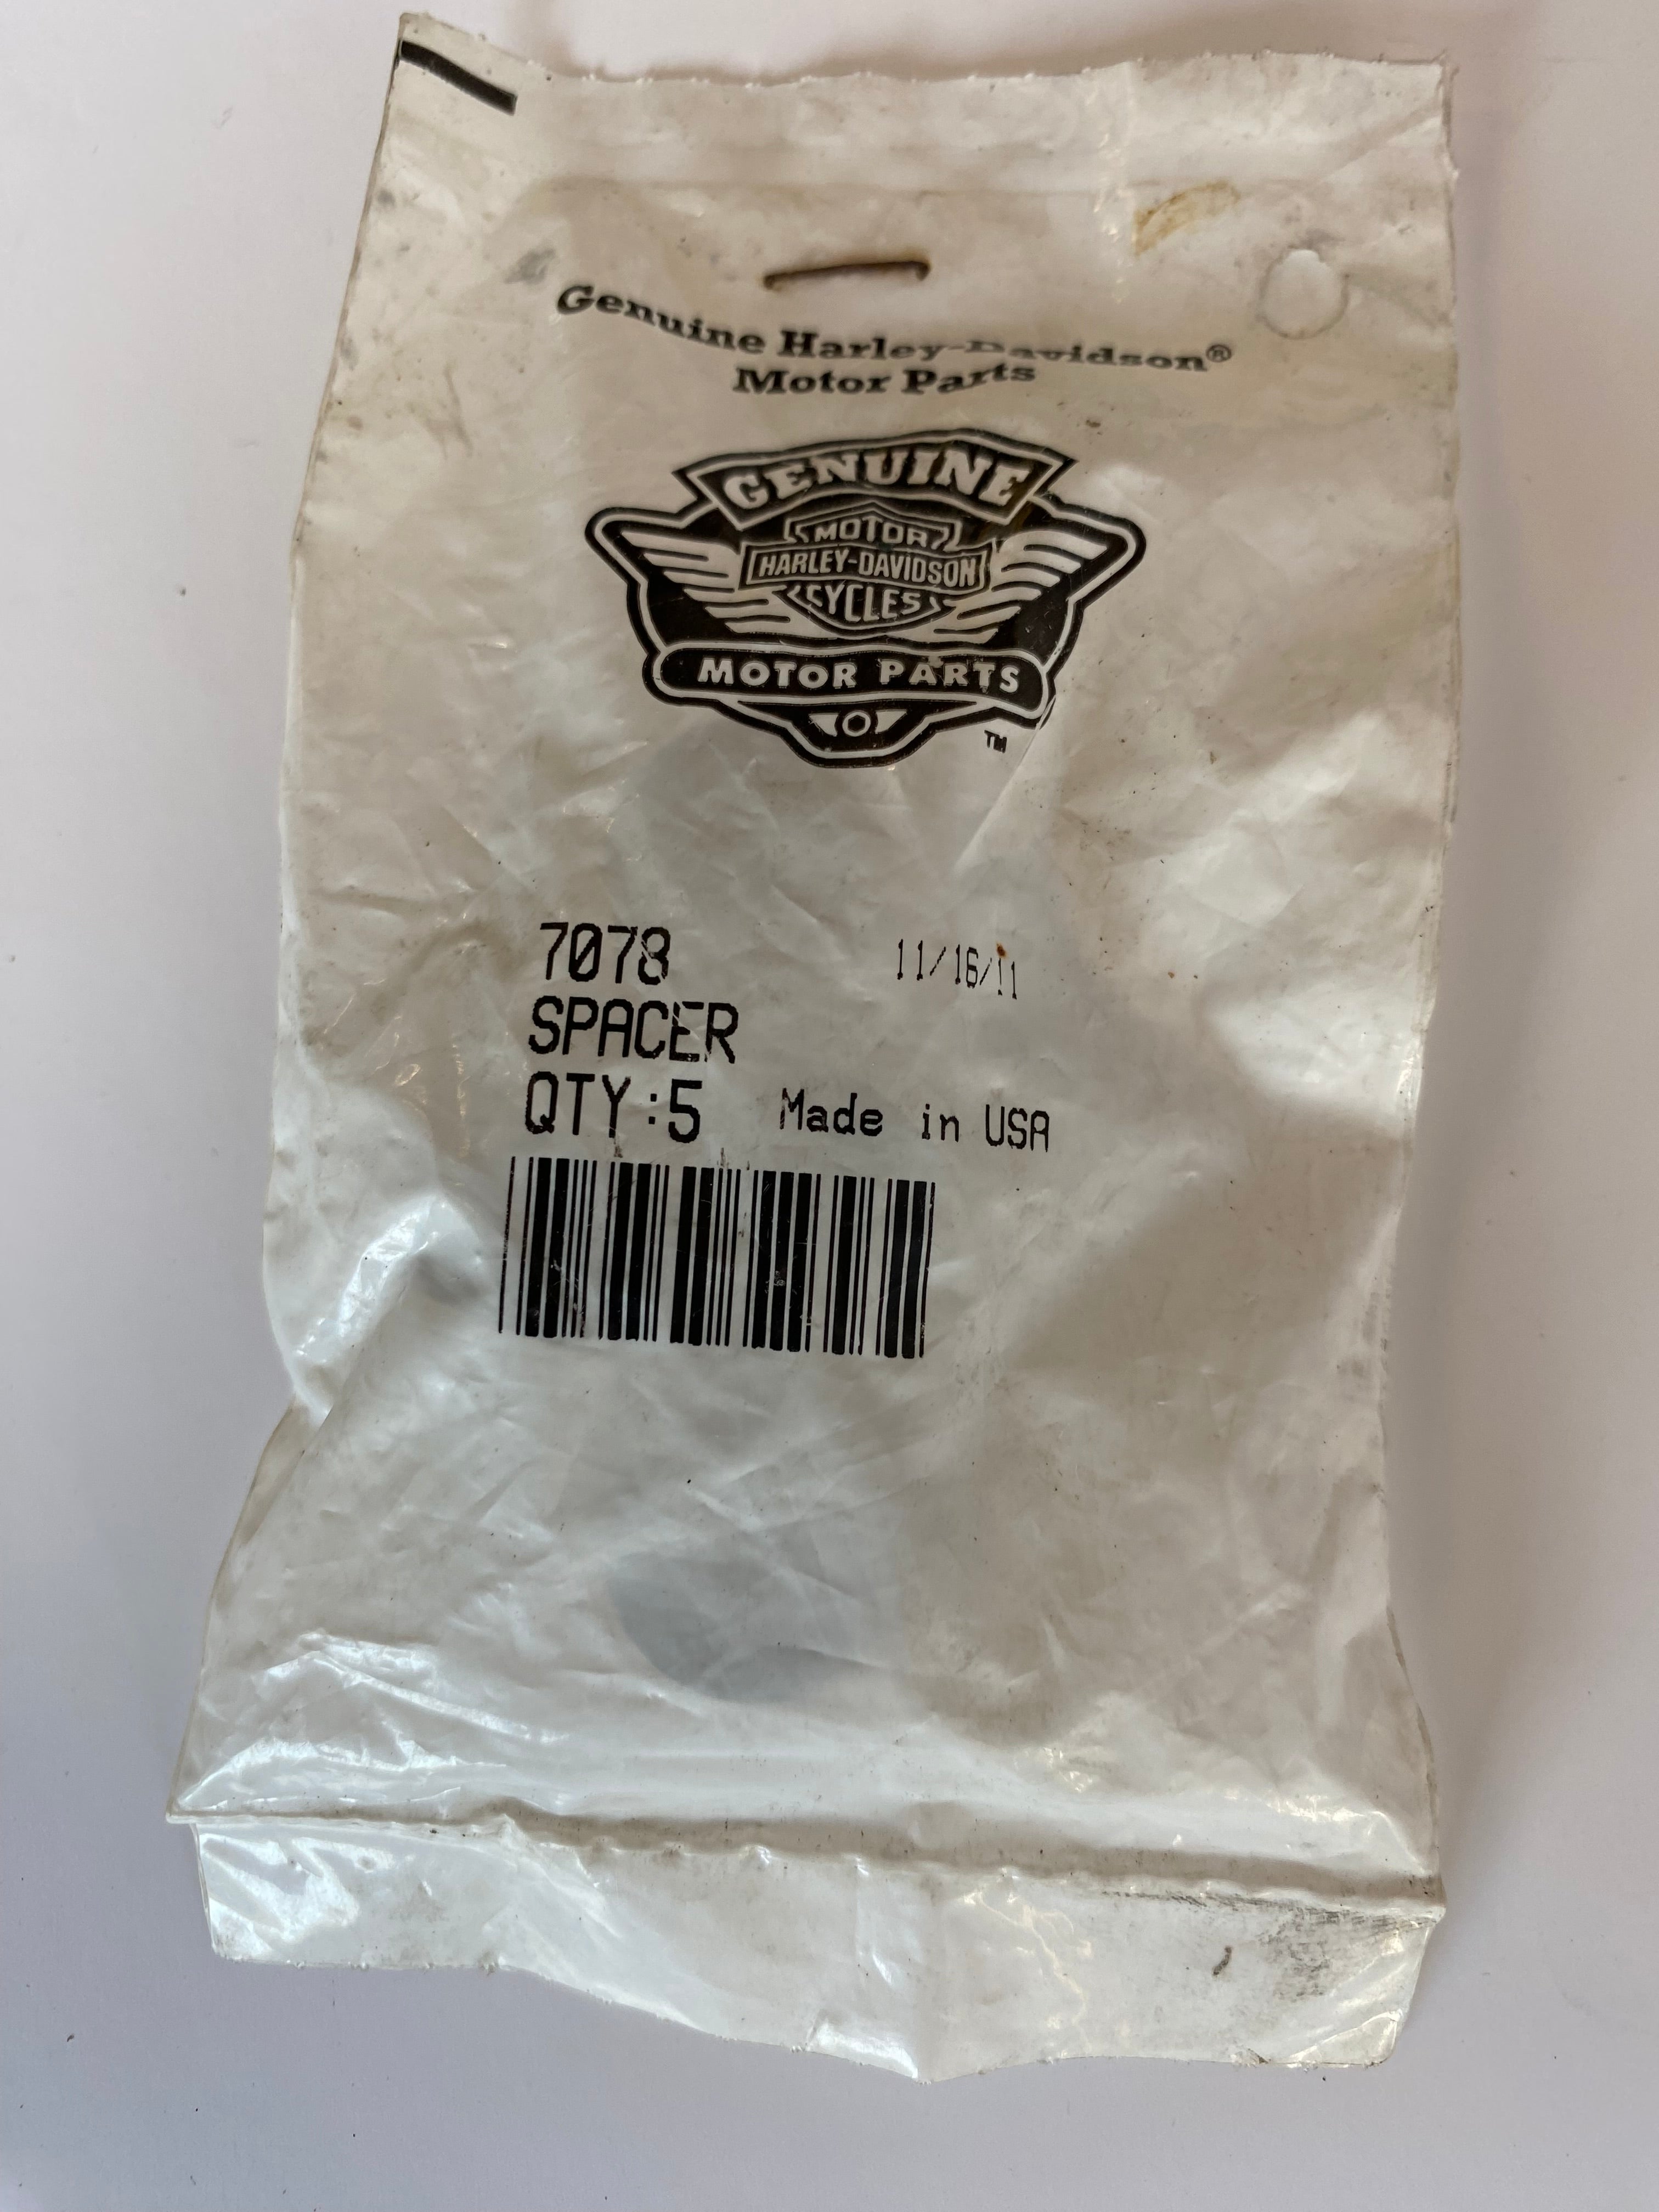 Genuine Harley-Davidson®
Motor Parts
GENUINE
MOTOR
HARLEY-DAVIDSON
CYCLES
MOTOR PARTS
TM
7078 11/16/11
SPACER
QTY:5 Made in USA